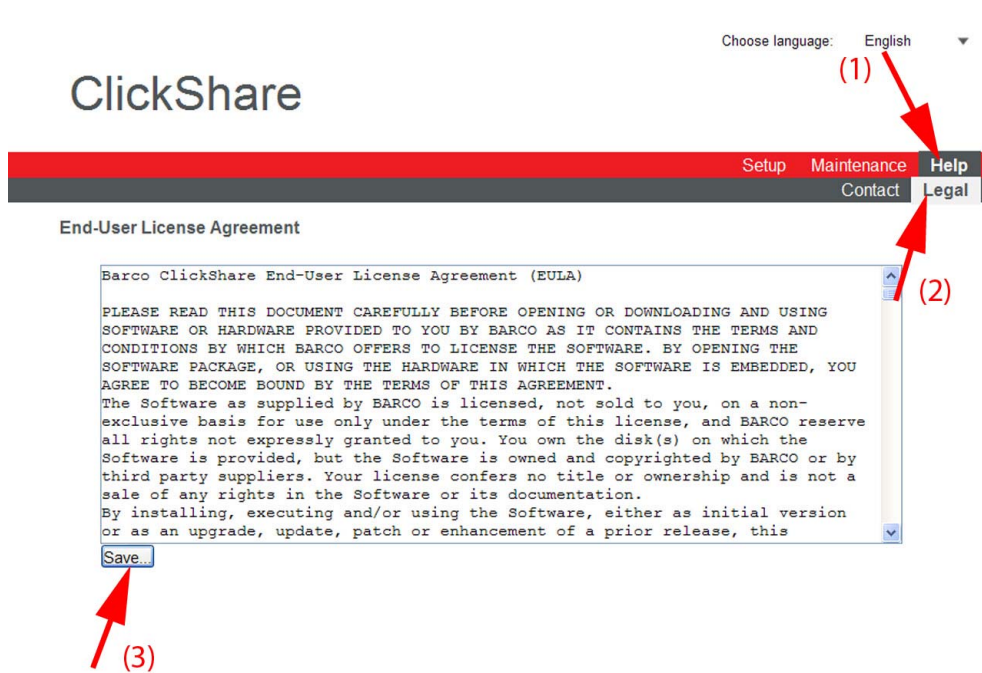 Choose language: English
(1)
ClickShare
Setup Maintenance Help
Contact Legal
End-User License Agreement
(2)
Barco ClickShare End-User License Agreement (EULA)
PLEASE READ THIS DOCUMENT CAREFULLY BEFORE OPENING OR DOWNLOADING AND USING
SOFTWARE OR HARDWARE PROVIDED TO YOU BY BARCO AS IT CONTAINS THE TERMS AND
CONDITIONS BY WHICH BARCO OFFERS TO LICENSE THE SOFTWARE. BY OPENING THE
SOFTWARE PACKAGE, OR USING THE HARDWARE IN WHICH THE SOFTWARE IS EMBEDDED, YOU
AGREE TO BECOME BOUND BY THE TERMS OF THIS AGREEMENT.
The Software as supplied by BARCO is licensed, not sold to you, on a non-
exclusive basis for use only under the terms of this license, and BARCO reserve
all rights not expressly granted to you. You own the disk(s) on which the
Software is provided, but the Software is owned and copyrighted by BARCO or by
third party suppliers. Your license confers no title or ownership and is not a
sale of any rights in the Software or its documentation.
By installing, executing and/or using the Software, either as initial version
or as an upgrade, update, patch or enhancement of a prior release, this
Save...
(3)